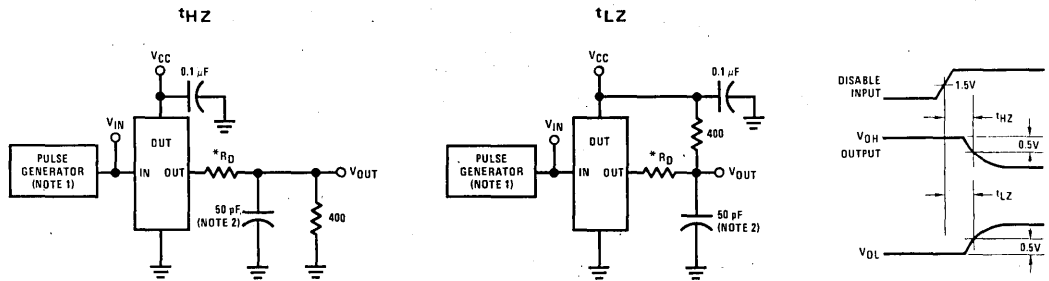 tHZ
VCC
0.1 μF
VIN
DUT
PULSE
GENERATOR
(NOTE 1)
IN
OUT
*RD
VOUT
50 pF
(NOTE 2)
400
tLZ
VCC
0.1 μF
VIN
DUT
400
PULSE
GENERATOR
(NOTE 1)
IN
OUT
*RD
VOUT
50 pF
(NOTE 2)
DISABLE
INPUT
1.5V
tHZ
VOH
OUTPUT
0.5V
tLZ
VOL
0.5V